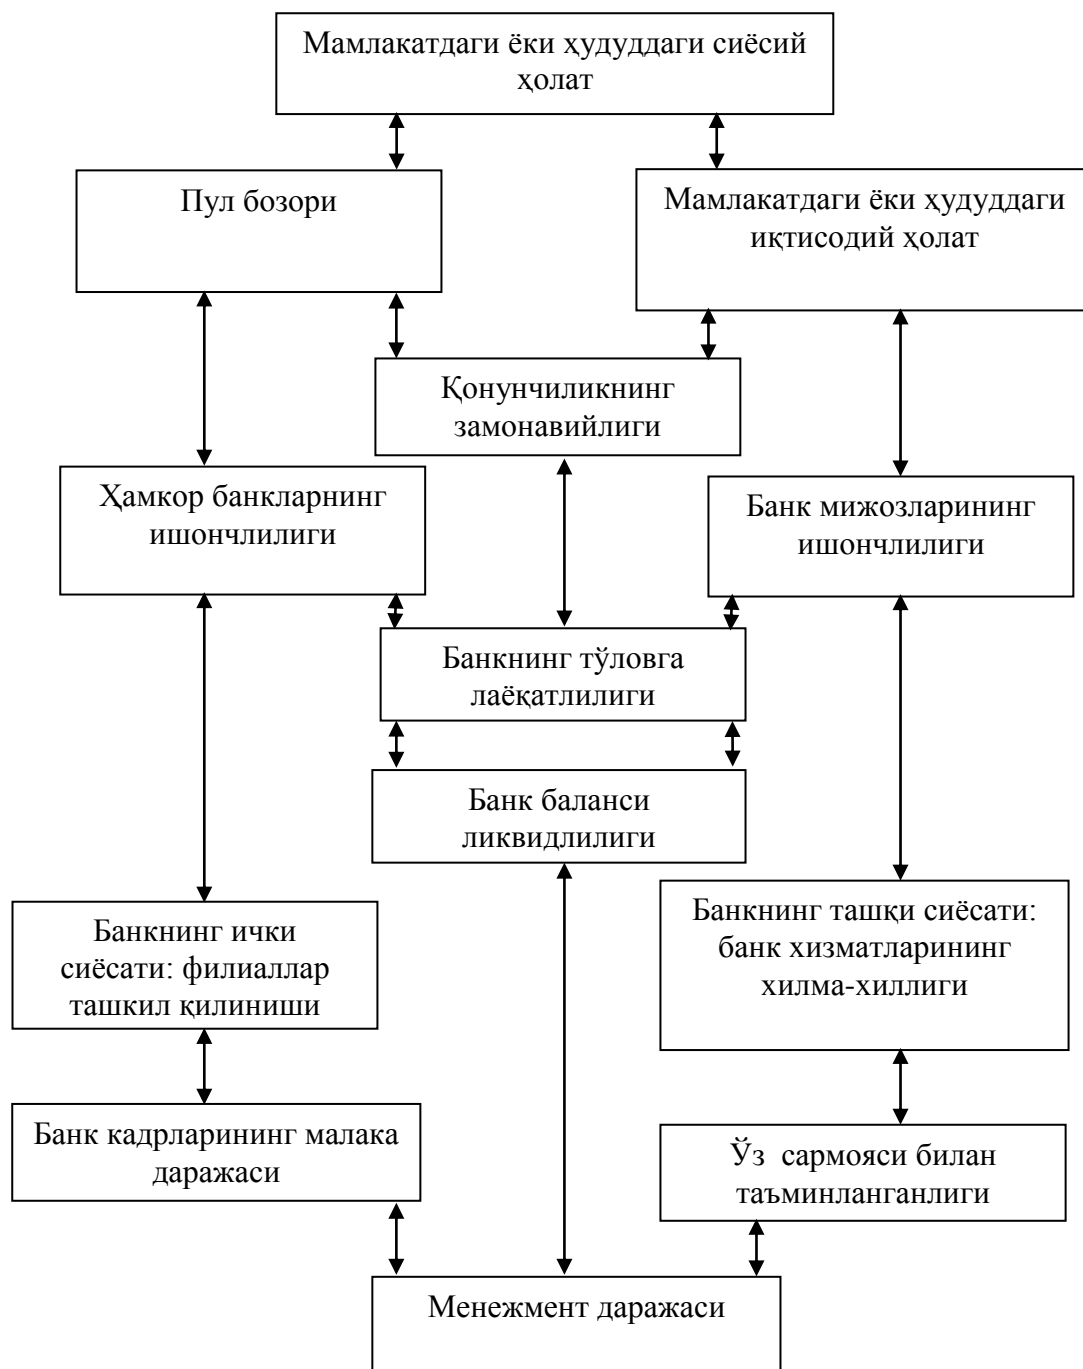 Мамлакатдаги ёки ҳудуддаги сиёсий
ҳолат
Пул бозори
Мамлакатдаги ёки ҳудуддаги
иқтисодий ҳолат
Қонунчиликнинг
замонавийлиги
Ҳамкор банкларнинг
ишончлилиги
Банк мижозларининг
ишончлилиги
Банкнинг тўловга
лаёқатлилиги
Банк баланси
ликвидлилиги
Банкнинг ички
сиёсати: филиаллар
ташкил қилиниши
Банкнинг ташқи сиёсати:
банк хизматларининг
хилма-хиллиги
Банк кадрларининг малака
даражаси
Ўз сармояси билан
таъминланганлиги
Менежмент даражаси